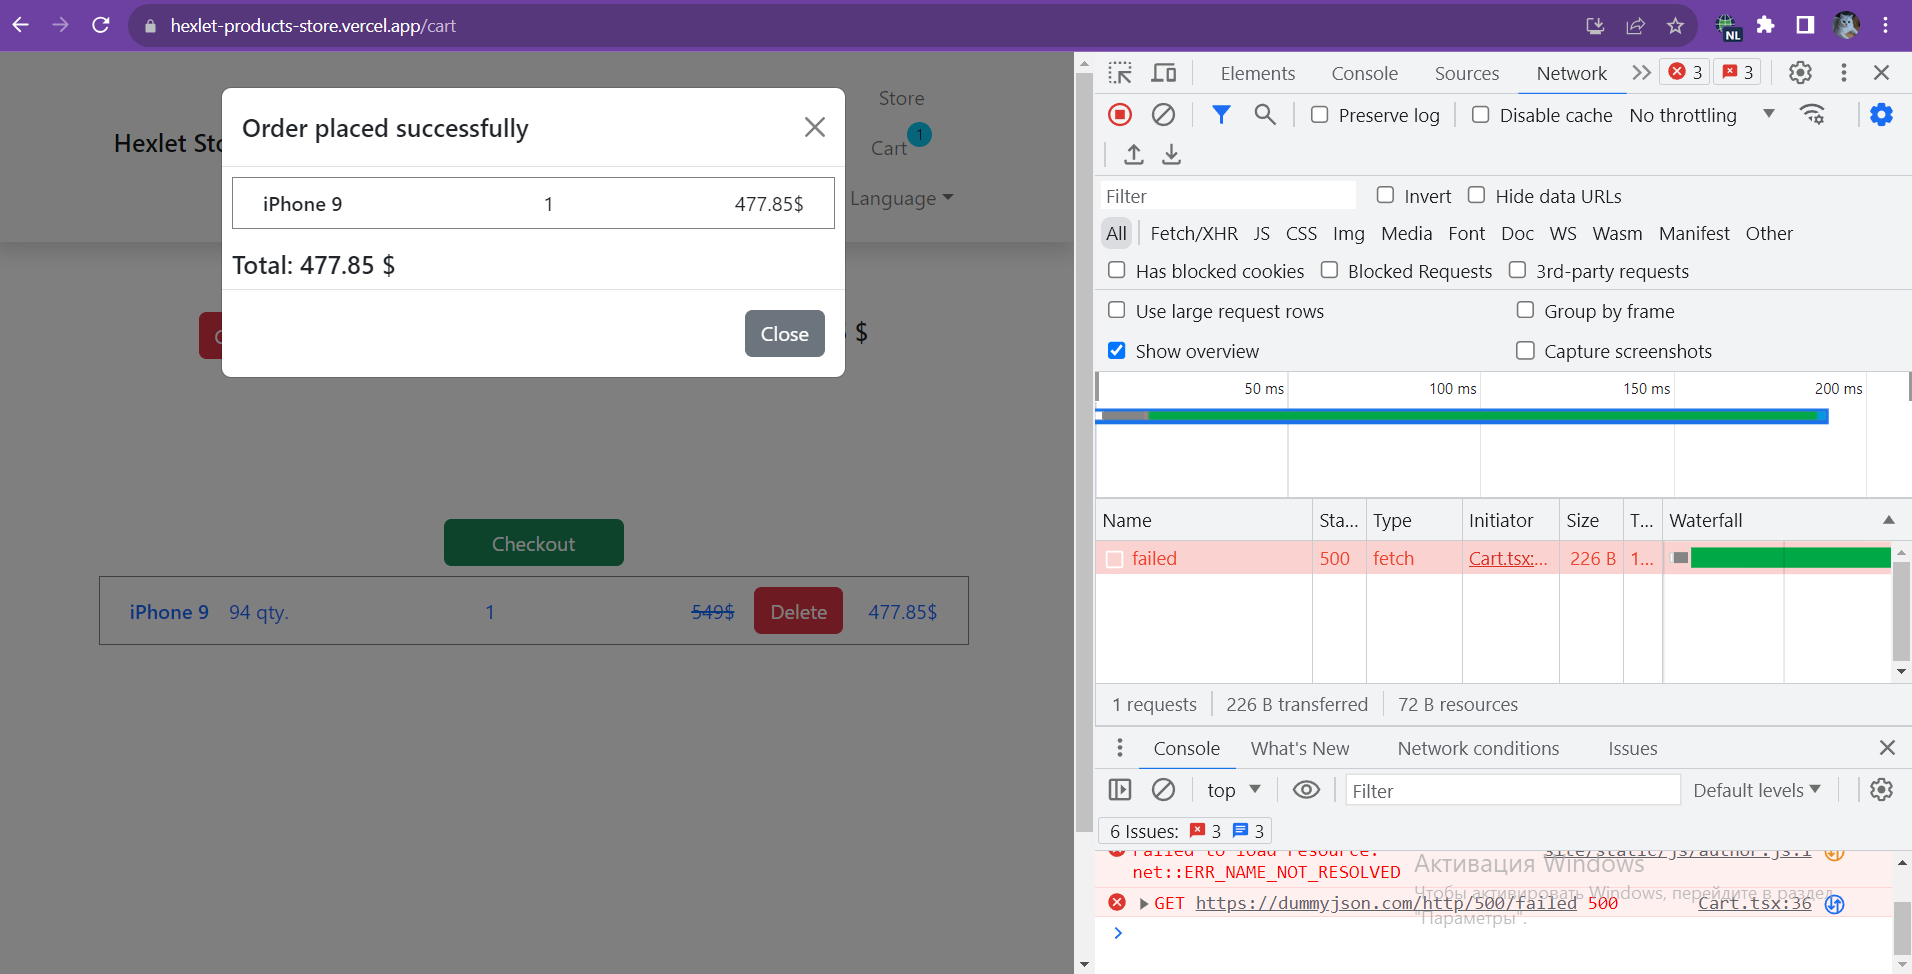 hexlet-products-store.vercel.app/cart
NL
Hexlet Sto
Store
Cart
1
Language
Order placed successfully
iPhone 9 1 477.85$
Total: 477.85 $
Close
$
Checkout
iPhone 9 94 qty. 1 549$ Delete 477.85$
Elements Console Sources Network 3 3
Preserve log Disable cache No throttling
Filter Invert Hide data URLs
All Fetch/XHR JS CSS Img Media Font Doc WS Wasm Manifest Other
Has blocked cookies Blocked Requests 3rd-party requests
Use large request rows Group by frame
Show overview Capture screenshots
50 ms 100 ms 150 ms 200 ms
Name Sta... Type Initiator Size T... Waterfall
failed 500 fetch Cart.tsx:... 226 B 1...
1 requests 226 B transferred 72 B resources
Console What's New Network conditions Issues
top Filter Default levels
6 Issues: 3 3
Failed to load resource: site/static/js/author.js:1
net::ERR_NAME_NOT_RESOLVED
GET https://dummyjson.com/http/500/failed 500 Cart.tsx:36
Активация Windows
Чтобы активировать Windows, перейдите в раздел
"Параметры".